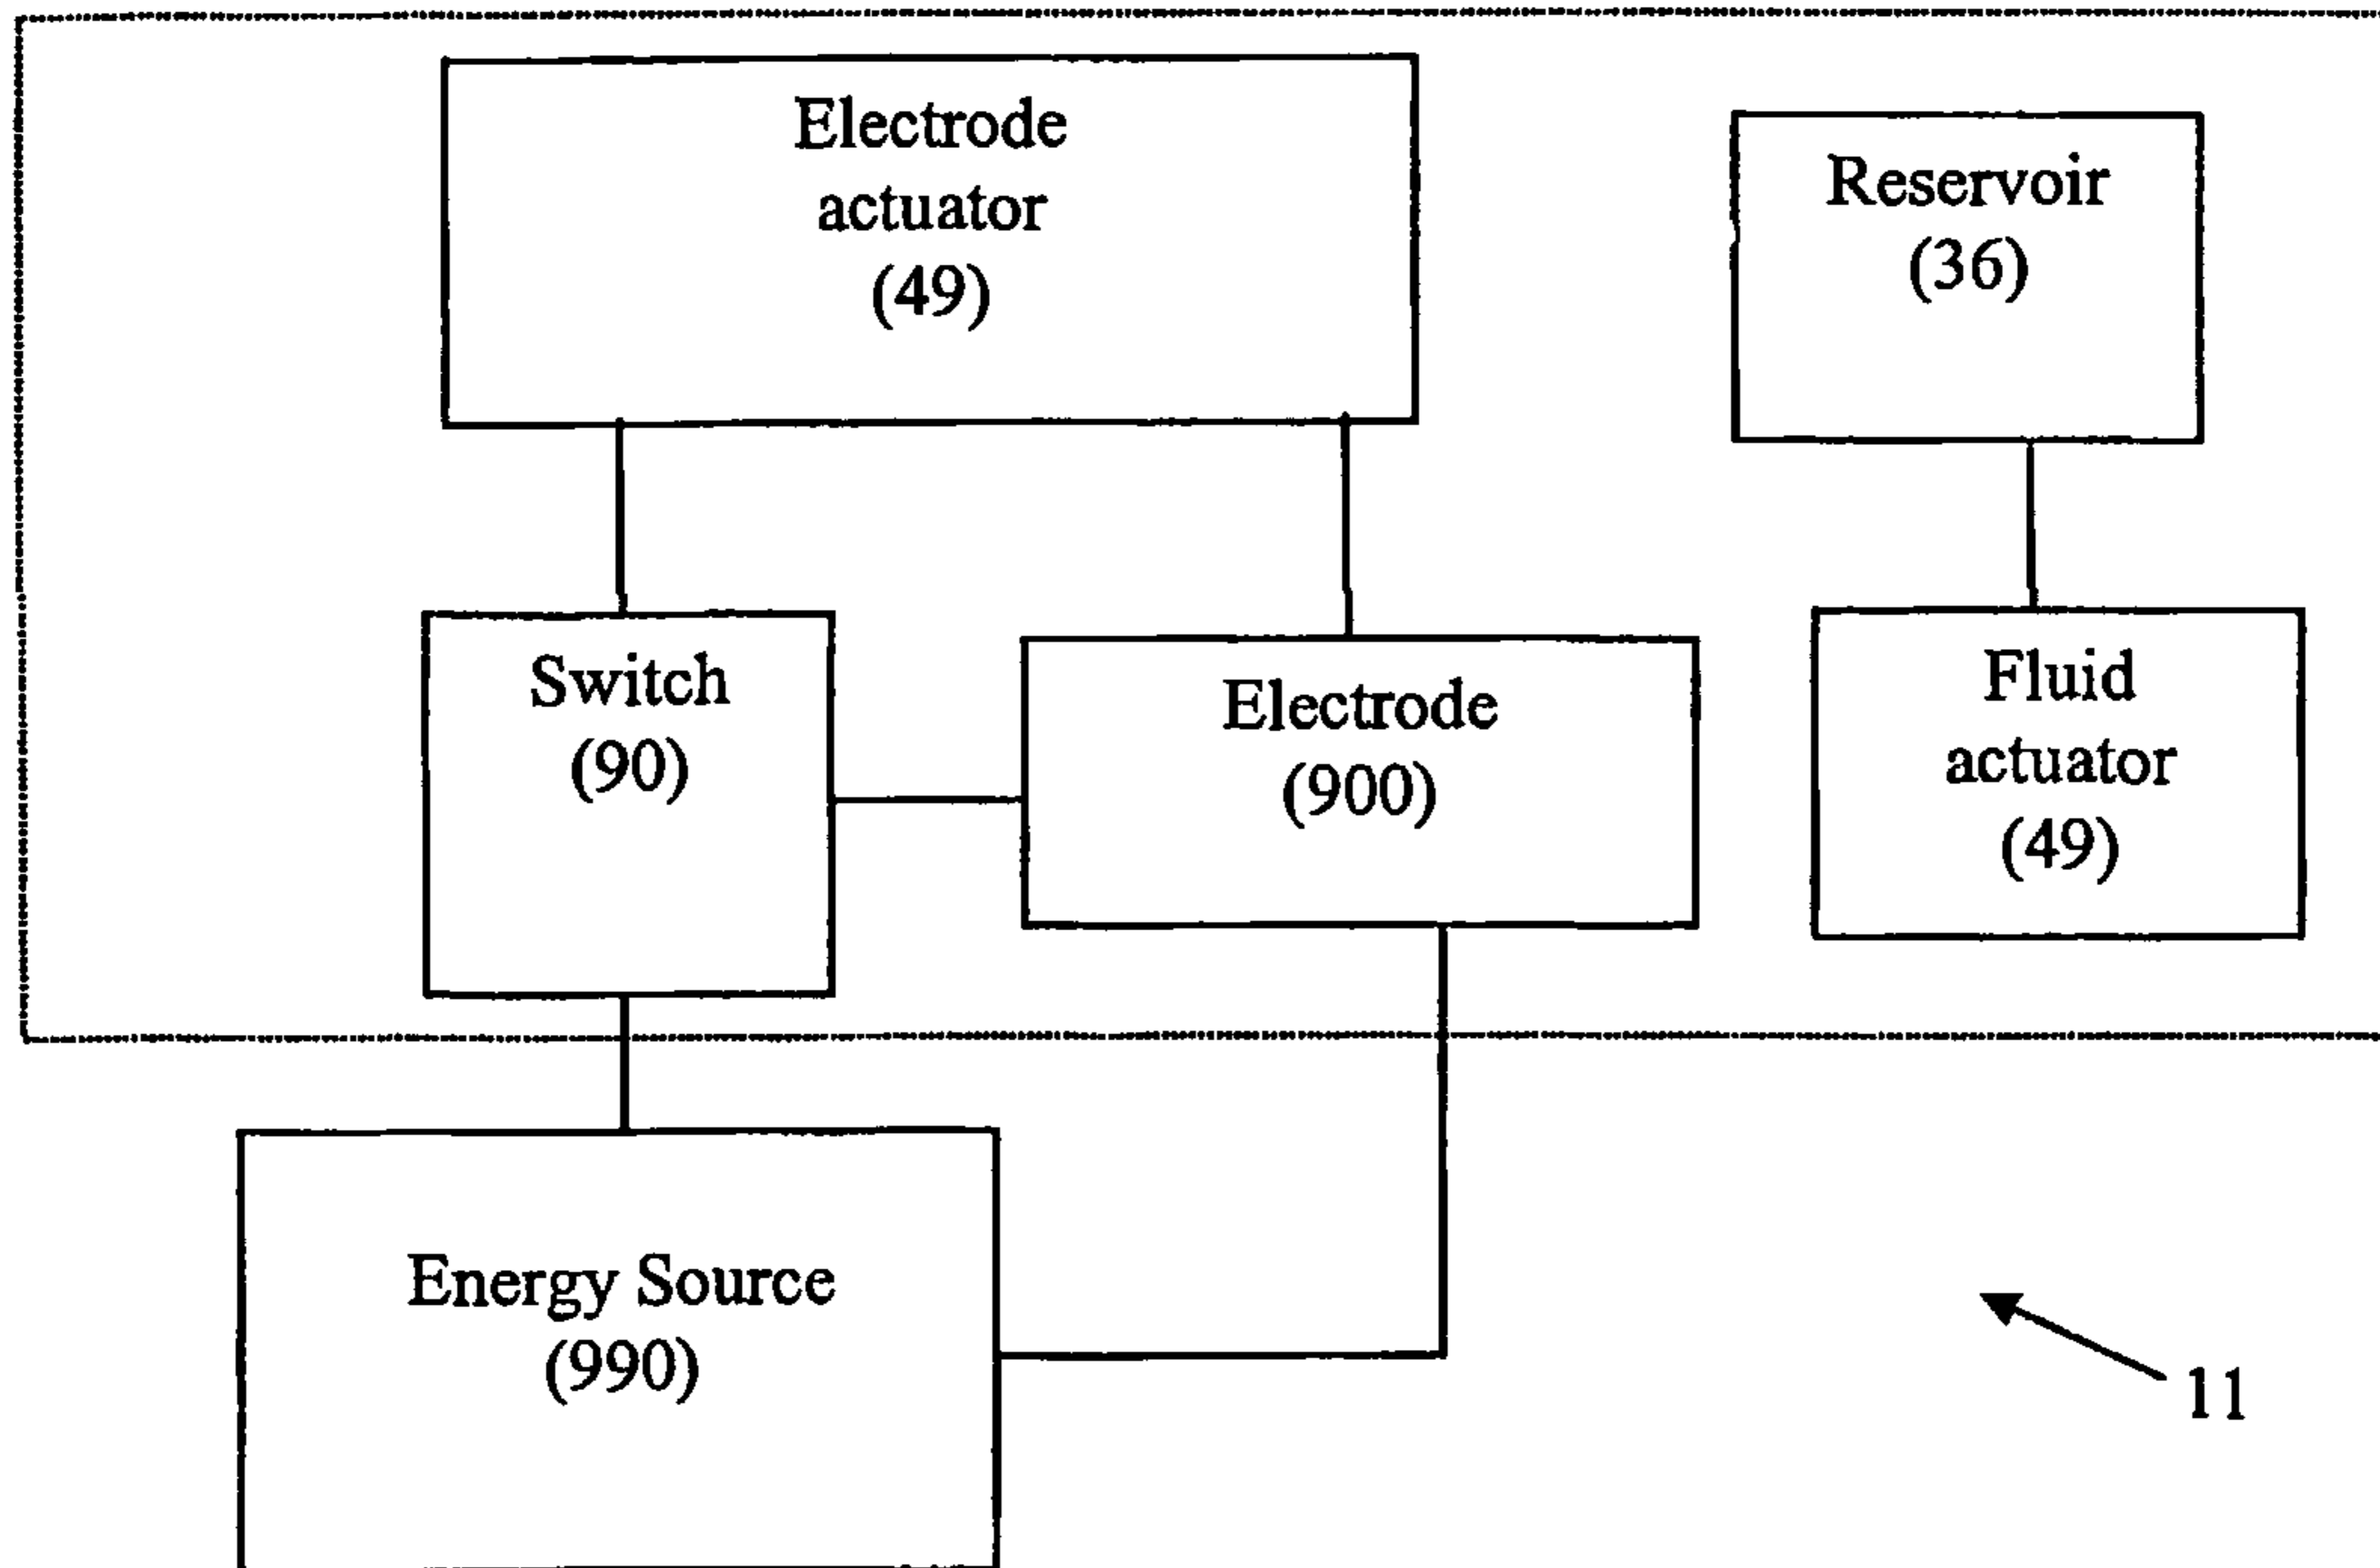 Electrode
actuator
(49)
Reservoir
(36)
Switch
(90)
Electrode
(900)
Fluid
actuator
(49)
Energy Source
(990)
11